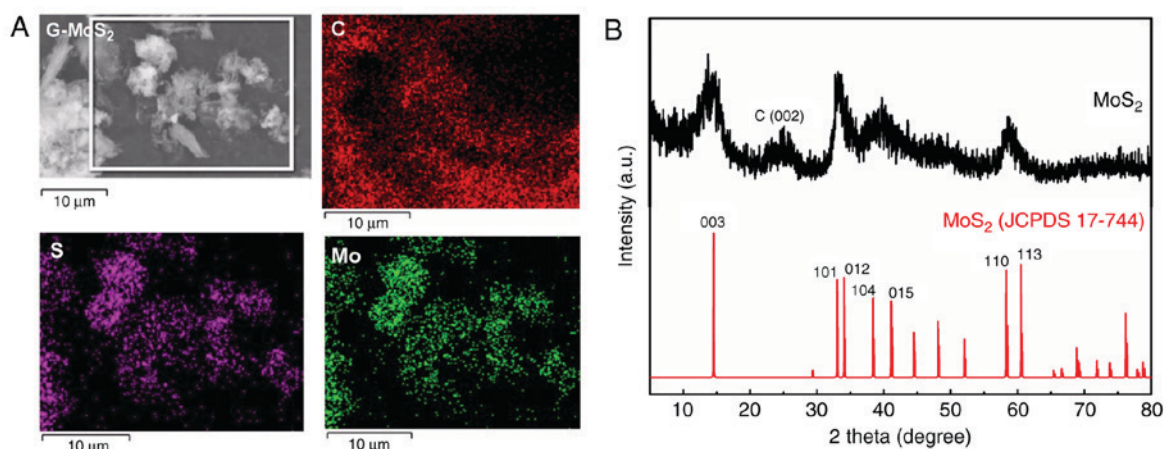 A
G-MoS₂
10 μm
C
10 μm
S
10 μm
Mo
10 μm
B
MoS₂
C (002)
MoS₂ (JCPDS 17-744)
003
101
012
104
015
110
113
Intensity (a.u.)
10 20 30 40 50 60 70 80
2 theta (degree)